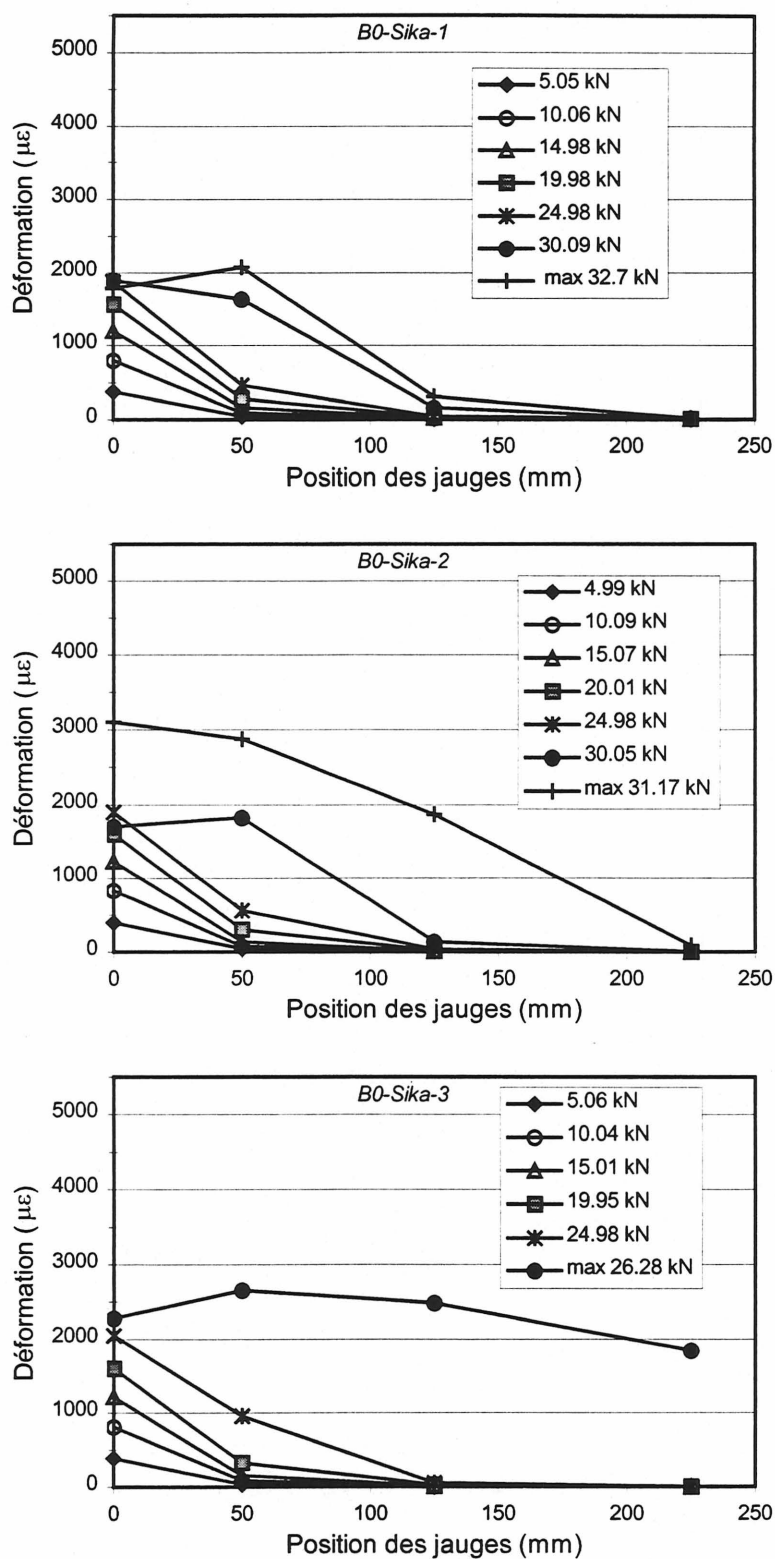 B0-Sika-1
5000
4000
3000
2000
1000
0
Déformation (με)
5.05 kN
10.06 kN
14.98 kN
19.98 kN
24.98 kN
30.09 kN
max 32.7 kN
0 50 100 150 200 250
Position des jauges (mm)
B0-Sika-2
5000
4000
3000
2000
1000
0
Déformation (με)
4.99 kN
10.09 kN
15.07 kN
20.01 kN
24.98 kN
30.05 kN
max 31.17 kN
0 50 100 150 200 250
Position des jauges (mm)
B0-Sika-3
5000
4000
3000
2000
1000
0
Déformation (με)
5.06 kN
10.04 kN
15.01 kN
19.95 kN
24.98 kN
max 26.28 kN
0 50 100 150 200 250
Position des jauges (mm)